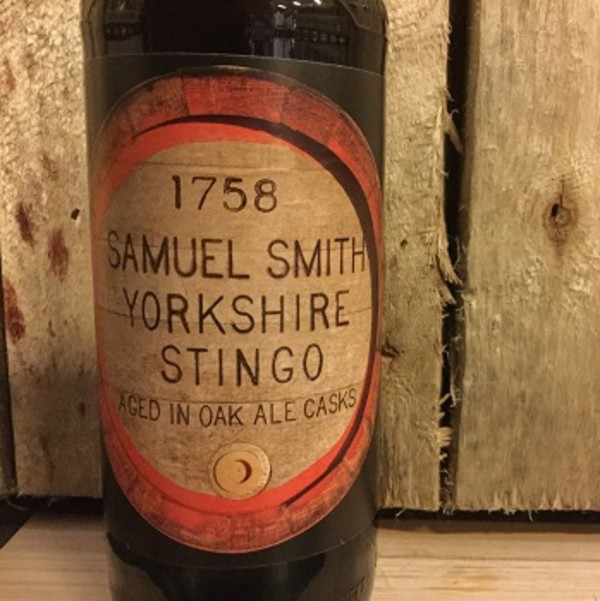 1758
SAMUEL SMITH
YORKSHIRE
STINGO
AGED IN OAK ALE CASKS